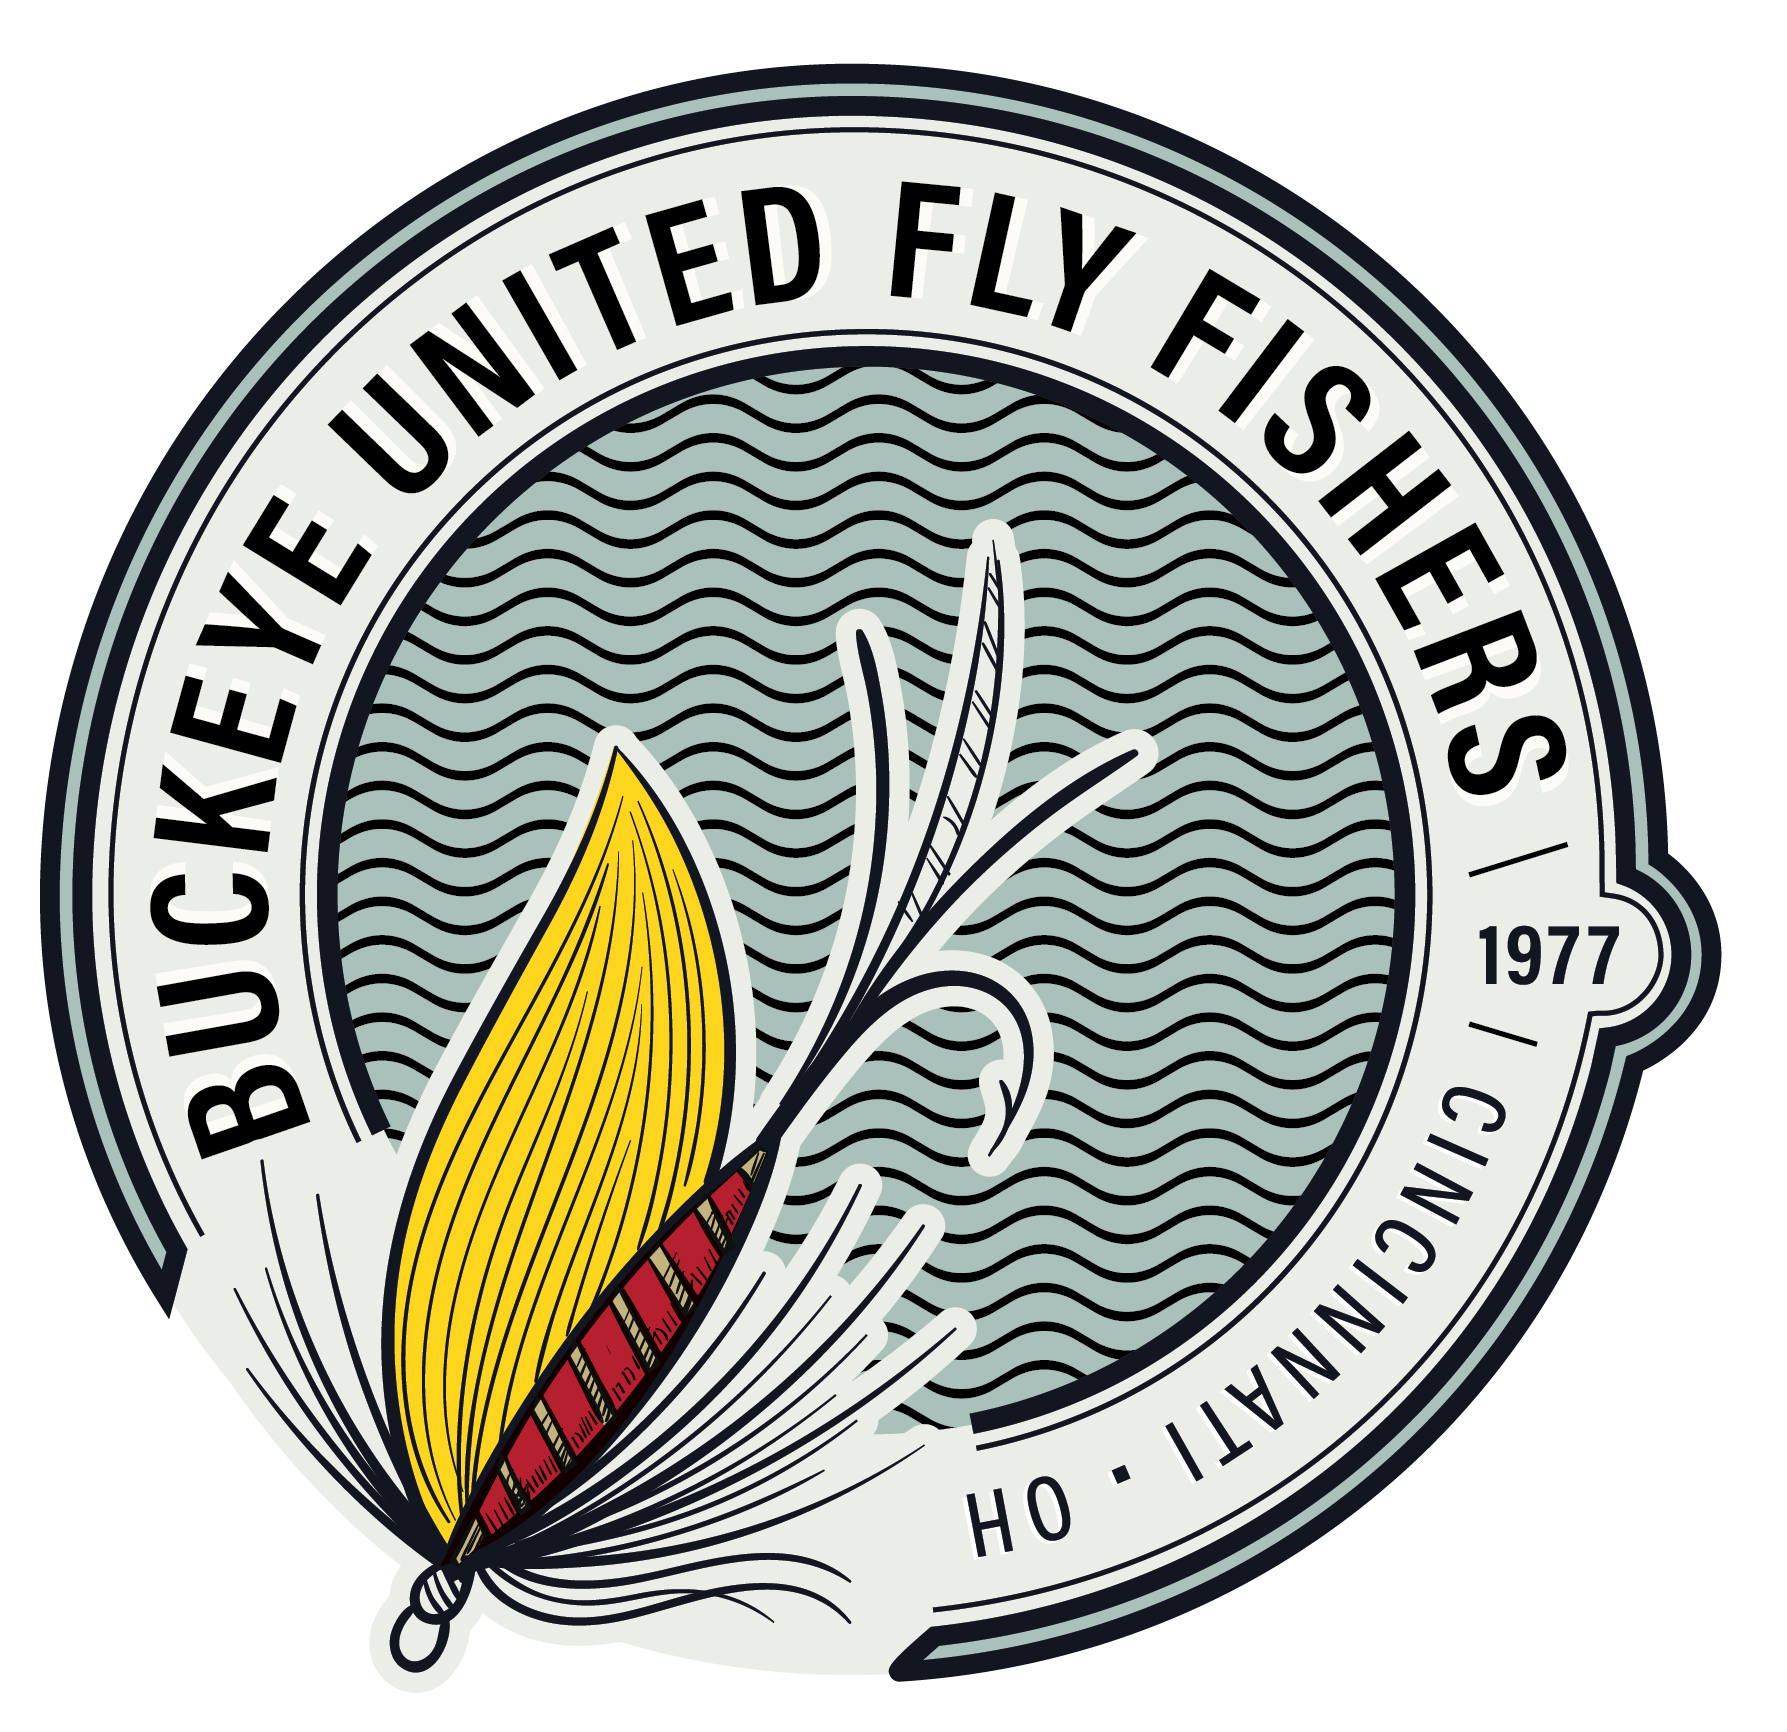 BUCKEYE UNITED FLY FISHERS
1977
CINCINNATI · OH